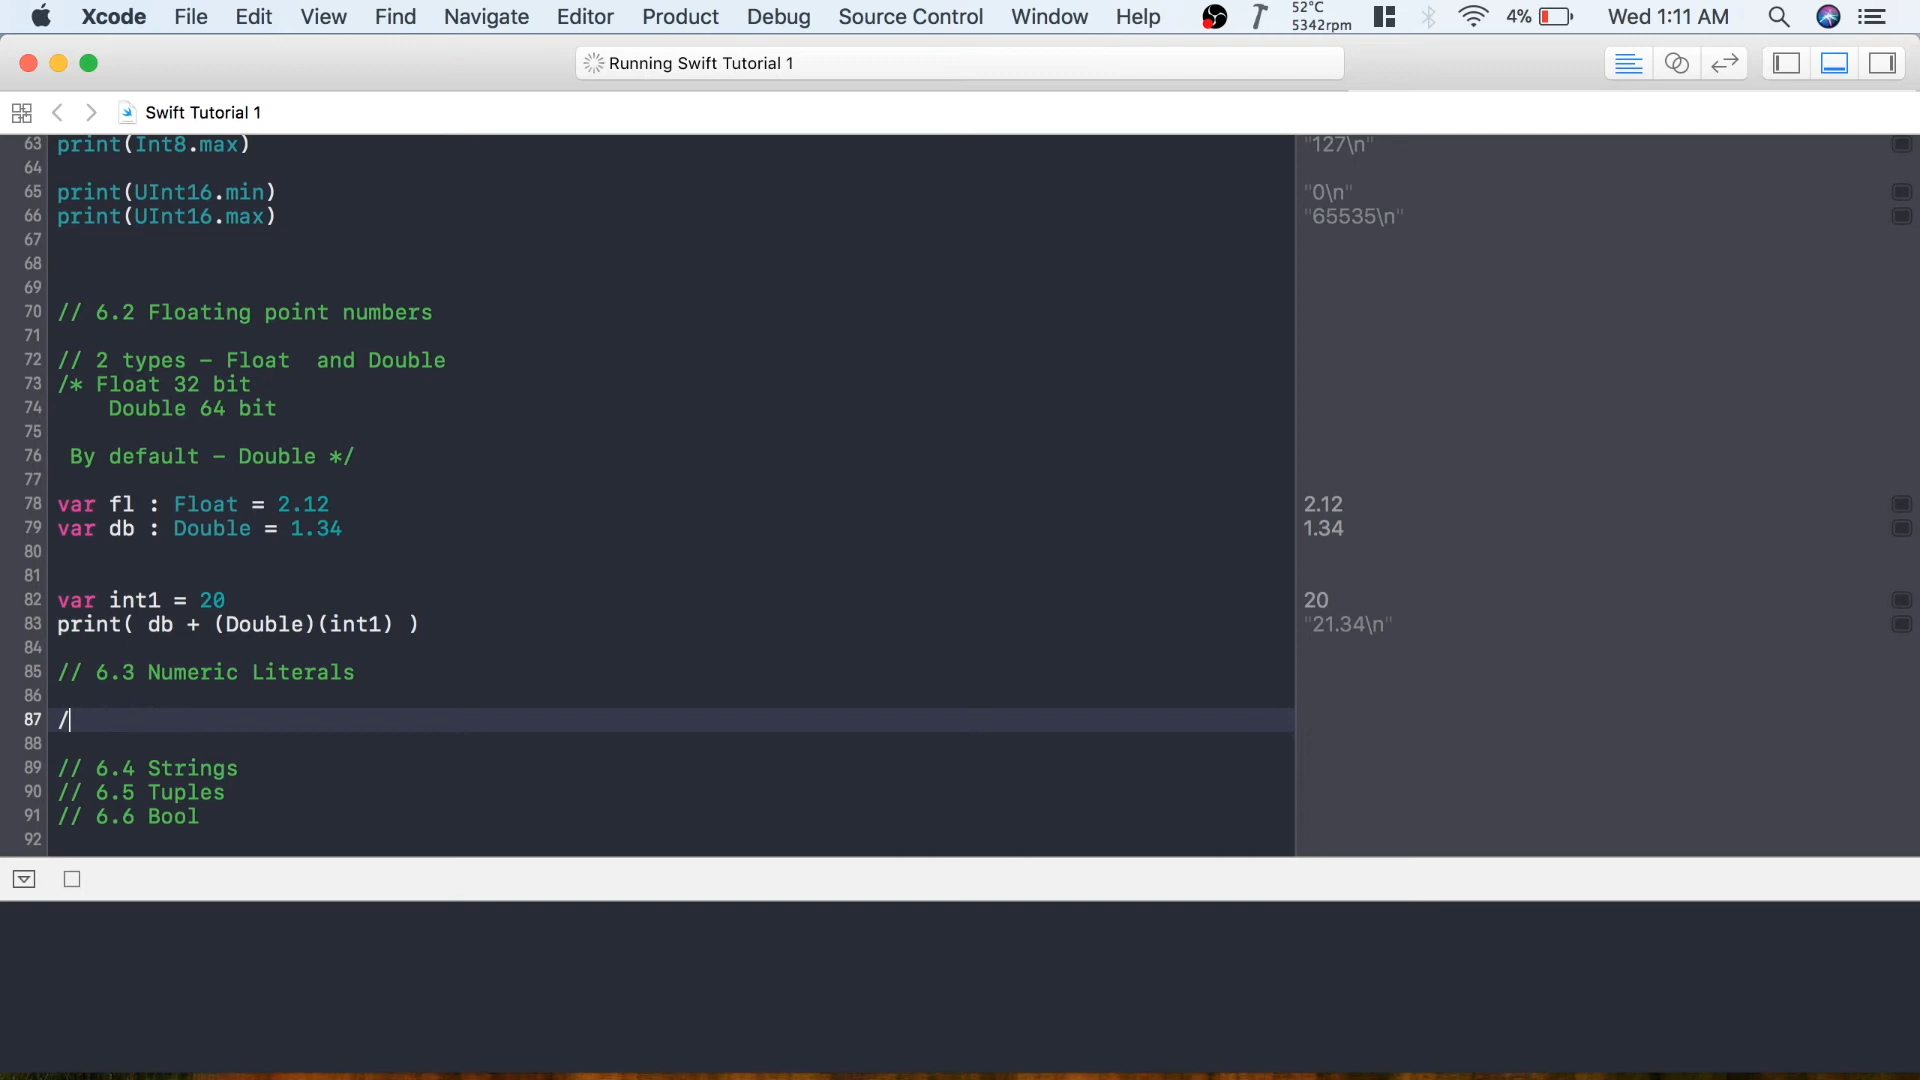 Xcode File Edit View Find Navigate Editor Product Debug Source Control Window Help 52°C 5342rpm 4% Wed 1:11 AM
Running Swift Tutorial 1
Swift Tutorial 1
63 print(Int8.max) "127\n"
64
65 print(UInt16.min) "0\n"
66 print(UInt16.max) "65535\n"
67
68
69
70 // 6.2 Floating point numbers
71
72 // 2 types – Float  and Double
73 /* Float 32 bit
74     Double 64 bit
75
76  By default – Double */
77
78 var fl : Float = 2.12 2.12
79 var db : Double = 1.34 1.34
80
81
82 var int1 = 20 20
83 print( db + (Double)(int1) ) "21.34\n"
84
85 // 6.3 Numeric Literals
86
87 /
88
89 // 6.4 Strings
90 // 6.5 Tuples
91 // 6.6 Bool
92